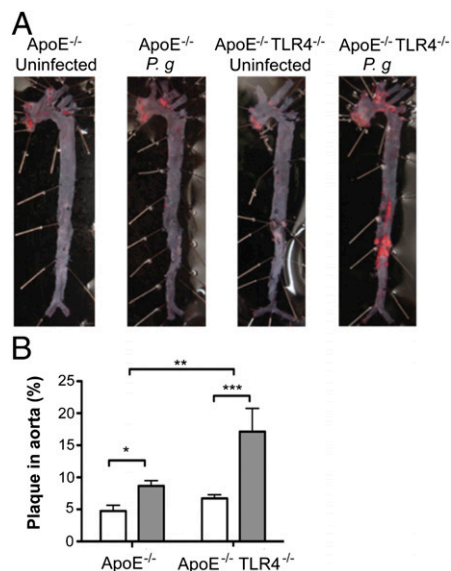 A
ApoE⁻/⁻ ApoE⁻/⁻ ApoE⁻/⁻ TLR4⁻/⁻ ApoE⁻/⁻ TLR4⁻/⁻
Uninfected P. g Uninfected P. g
B
**
***
*
25
20
15
10
5
0
Plaque in aorta (%)
ApoE⁻/⁻ ApoE⁻/⁻ TLR4⁻/⁻